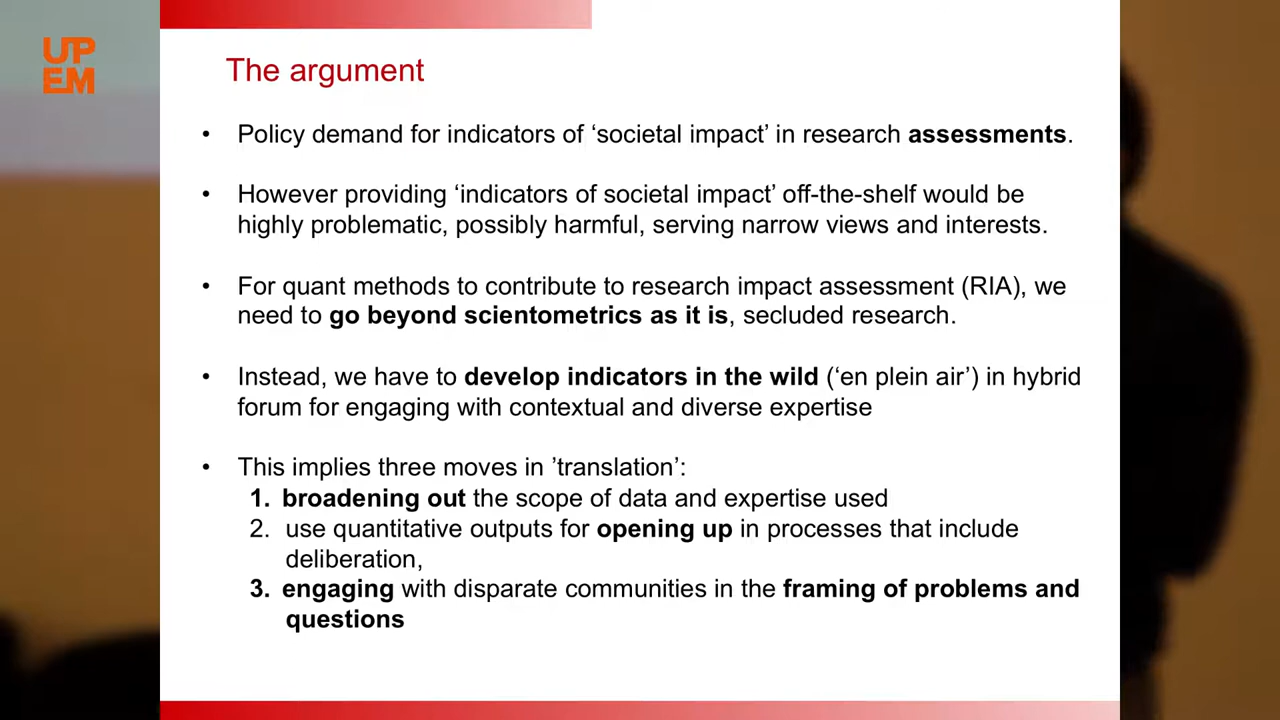 UP
EM
The argument
• Policy demand for indicators of ‘societal impact’ in research assessments.
• However providing ‘indicators of societal impact’ off-the-shelf would be
highly problematic, possibly harmful, serving narrow views and interests.
• For quant methods to contribute to research impact assessment (RIA), we
need to go beyond scientometrics as it is, secluded research.
• Instead, we have to develop indicators in the wild (‘en plein air’) in hybrid
forum for engaging with contextual and diverse expertise
• This implies three moves in ’translation’:
1. broadening out the scope of data and expertise used
2. use quantitative outputs for opening up in processes that include
deliberation,
3. engaging with disparate communities in the framing of problems and
questions